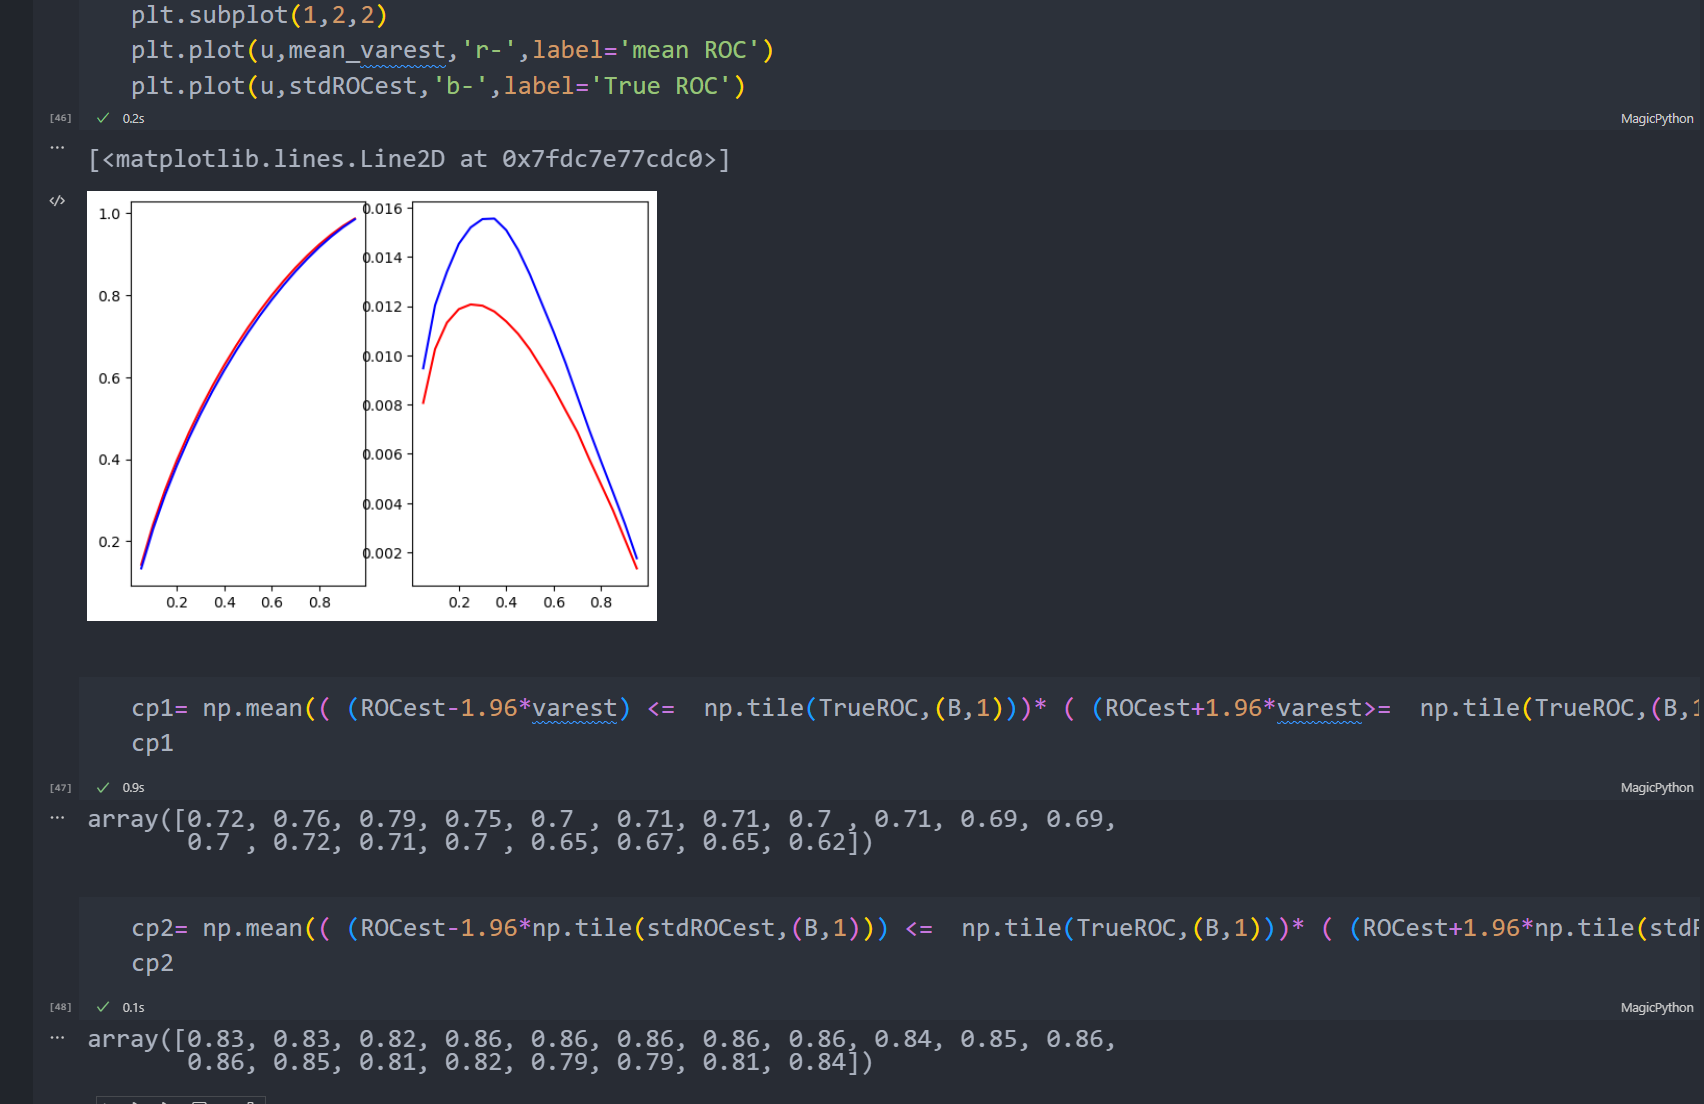 plt.subplot(1,2,2)
plt.plot(u,mean_varest,'r-',label='mean ROC')
plt.plot(u,stdROCest,'b-',label='True ROC')
[46] ✓ 0.2s MagicPython
[<matplotlib.lines.Line2D at 0x7fdc7e77cdc0>]
1.0
0.8
0.6
0.4
0.2
0.2 0.4 0.6 0.8
0.016
0.014
0.012
0.010
0.008
0.006
0.004
0.002
0.2 0.4 0.6 0.8
cp1= np.mean(( (ROCest-1.96*varest) <=  np.tile(TrueROC,(B,1)))* ( (ROCest+1.96*varest>=  np.tile(TrueROC,(B,1
cp1
[47] ✓ 0.9s MagicPython
array([0.72, 0.76, 0.79, 0.75, 0.7 , 0.71, 0.71, 0.7 , 0.71, 0.69, 0.69,
0.7 , 0.72, 0.71, 0.7 , 0.65, 0.67, 0.65, 0.62])
cp2= np.mean(( (ROCest-1.96*np.tile(stdROCest,(B,1))) <=  np.tile(TrueROC,(B,1)))* ( (ROCest+1.96*np.tile(stdR
cp2
[48] ✓ 0.1s MagicPython
array([0.83, 0.83, 0.82, 0.86, 0.86, 0.86, 0.86, 0.86, 0.84, 0.85, 0.86,
0.86, 0.85, 0.81, 0.82, 0.79, 0.79, 0.81, 0.84])